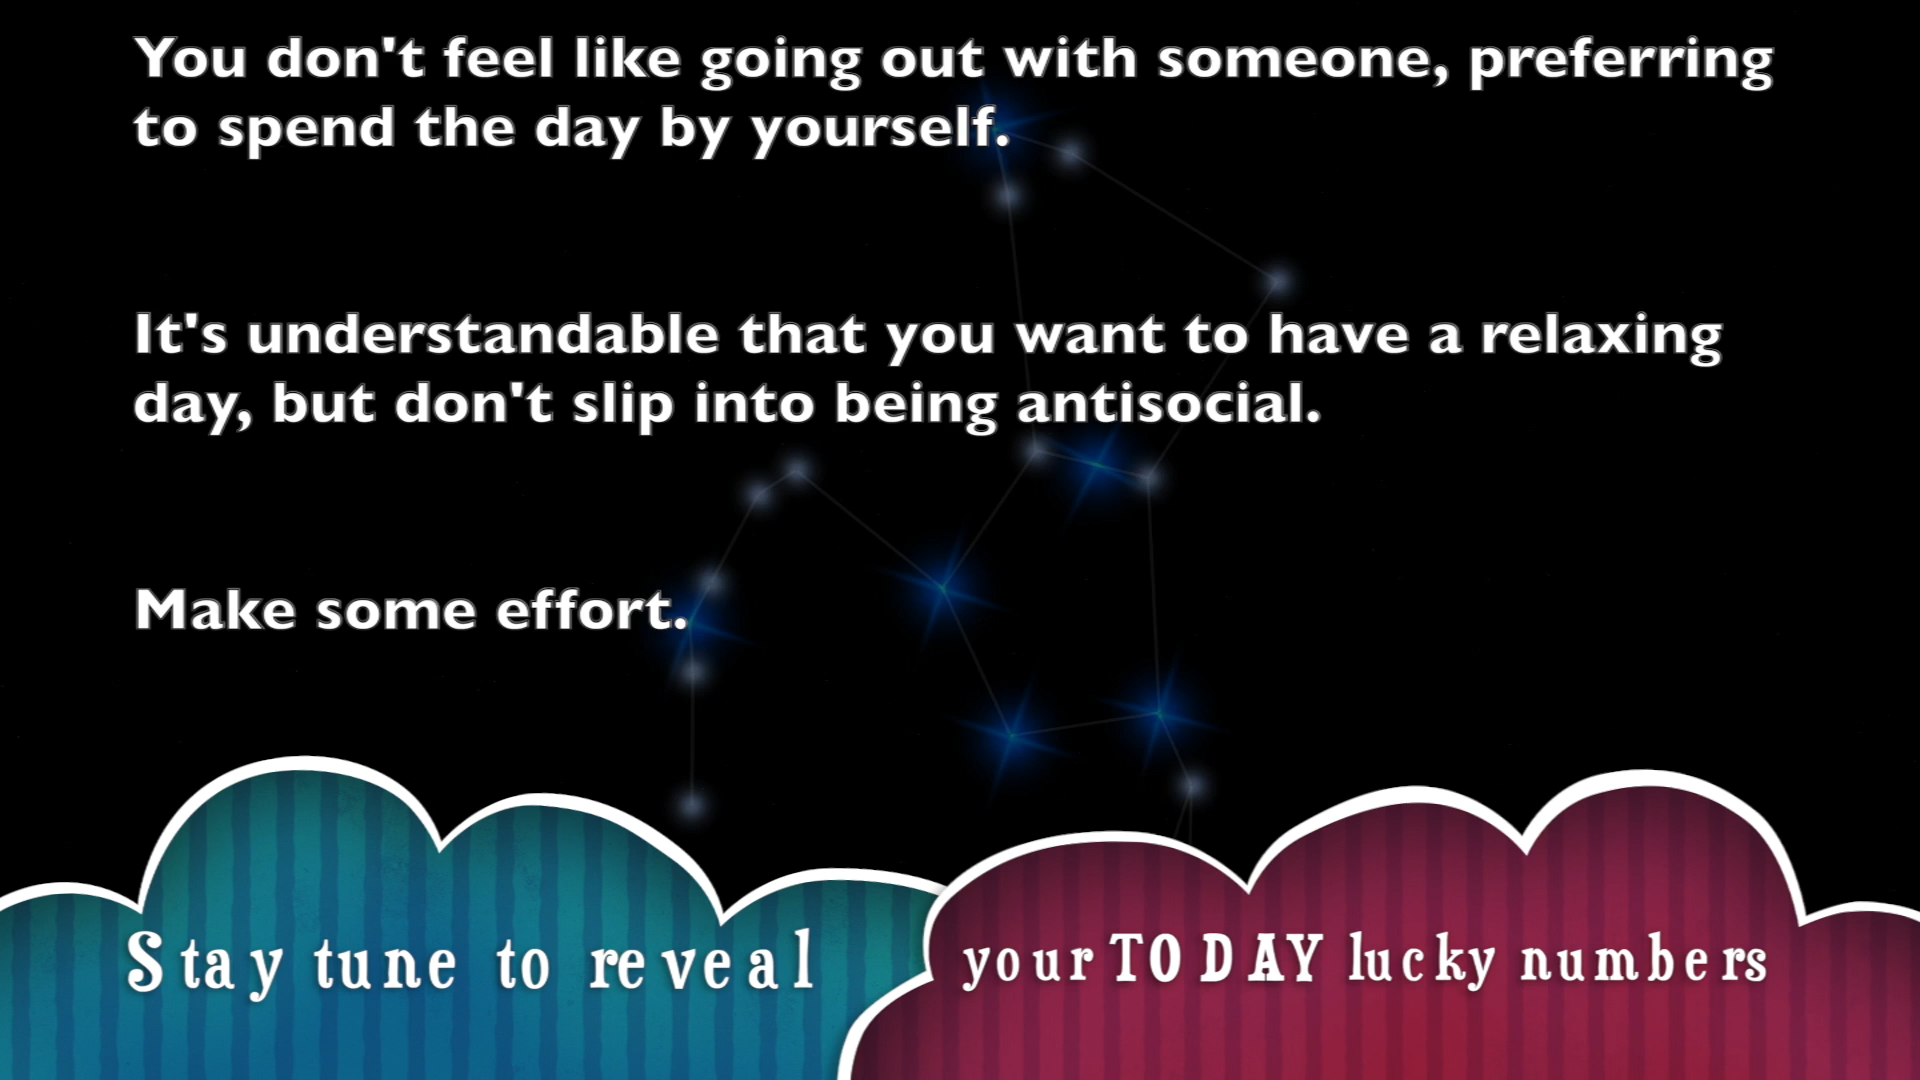 You don't feel like going out with someone, preferring
to spend the day by yourself.
It's understandable that you want to have a relaxing
day, but don't slip into being antisocial.
Make some effort.
Stay tune to reveal your TODAY lucky numbers